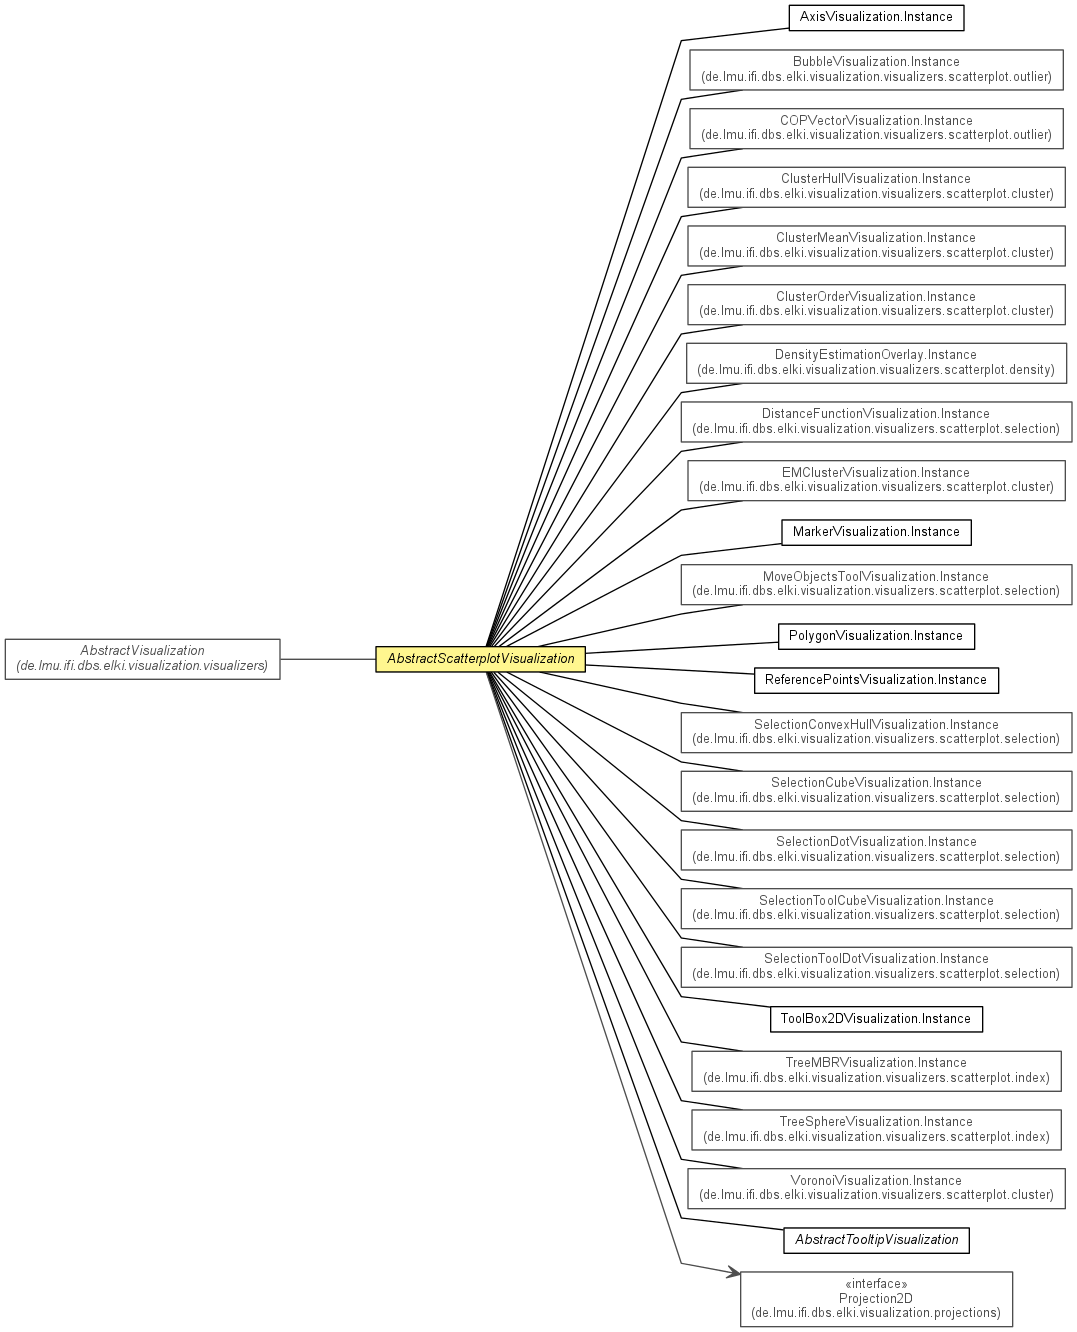 AxisVisualization.Instance
BubbleVisualization.Instance
(de.lmu.ifi.dbs.elki.visualization.visualizers.scatterplot.outlier)
COPVectorVisualization.Instance
(de.lmu.ifi.dbs.elki.visualization.visualizers.scatterplot.outlier)
ClusterHullVisualization.Instance
(de.lmu.ifi.dbs.elki.visualization.visualizers.scatterplot.cluster)
ClusterMeanVisualization.Instance
(de.lmu.ifi.dbs.elki.visualization.visualizers.scatterplot.cluster)
ClusterOrderVisualization.Instance
(de.lmu.ifi.dbs.elki.visualization.visualizers.scatterplot.cluster)
DensityEstimationOverlay.Instance
(de.lmu.ifi.dbs.elki.visualization.visualizers.scatterplot.density)
DistanceFunctionVisualization.Instance
(de.lmu.ifi.dbs.elki.visualization.visualizers.scatterplot.selection)
EMClusterVisualization.Instance
(de.lmu.ifi.dbs.elki.visualization.visualizers.scatterplot.cluster)
MarkerVisualization.Instance
MoveObjectsToolVisualization.Instance
(de.lmu.ifi.dbs.elki.visualization.visualizers.scatterplot.selection)
PolygonVisualization.Instance
AbstractVisualization
(de.lmu.ifi.dbs.elki.visualization.visualizers)
AbstractScatterplotVisualization
ReferencePointsVisualization.Instance
SelectionConvexHullVisualization.Instance
(de.lmu.ifi.dbs.elki.visualization.visualizers.scatterplot.selection)
SelectionCubeVisualization.Instance
(de.lmu.ifi.dbs.elki.visualization.visualizers.scatterplot.selection)
SelectionDotVisualization.Instance
(de.lmu.ifi.dbs.elki.visualization.visualizers.scatterplot.selection)
SelectionToolCubeVisualization.Instance
(de.lmu.ifi.dbs.elki.visualization.visualizers.scatterplot.selection)
SelectionToolDotVisualization.Instance
(de.lmu.ifi.dbs.elki.visualization.visualizers.scatterplot.selection)
ToolBox2DVisualization.Instance
TreeMBRVisualization.Instance
(de.lmu.ifi.dbs.elki.visualization.visualizers.scatterplot.index)
TreeSphereVisualization.Instance
(de.lmu.ifi.dbs.elki.visualization.visualizers.scatterplot.index)
VoronoiVisualization.Instance
(de.lmu.ifi.dbs.elki.visualization.visualizers.scatterplot.cluster)
AbstractTooltipVisualization
«interface»
Projection2D
(de.lmu.ifi.dbs.elki.visualization.projections)